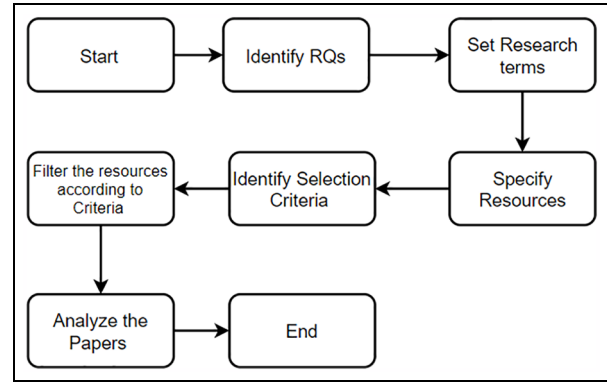 Start
Identify RQs
Set Research
terms
Specify
Resources
Identify Selection
Criteria
Filter the resources
according to
Criteria
Analyze the
Papers
End